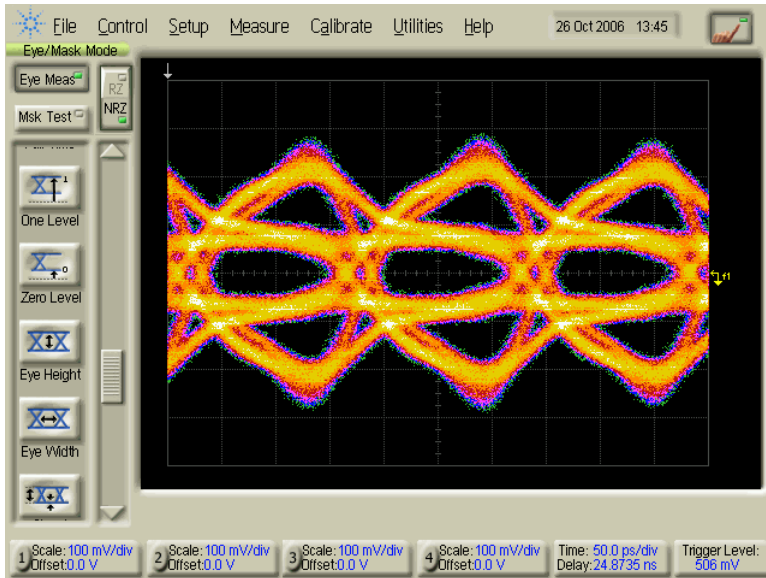 File Control Setup Measure Calibrate Utilities Help 26 Oct 2006 13:45
Eye/Mask Mode
Eye Meas
RZ
NRZ
Msk Test
One Level
Zero Level
Eye Height
Eye Width
f1
1 Scale:100 mV/div
Offset:0.0 V
2 Scale:100 mV/div
Offset:0.0 V
3 Scale:100 mV/div
Offset:0.0 V
4 Scale:100 mV/div
Offset:0.0 V
Time: 50.0 ps/div
Delay:24.8735 ns
Trigger Level:
506 mV